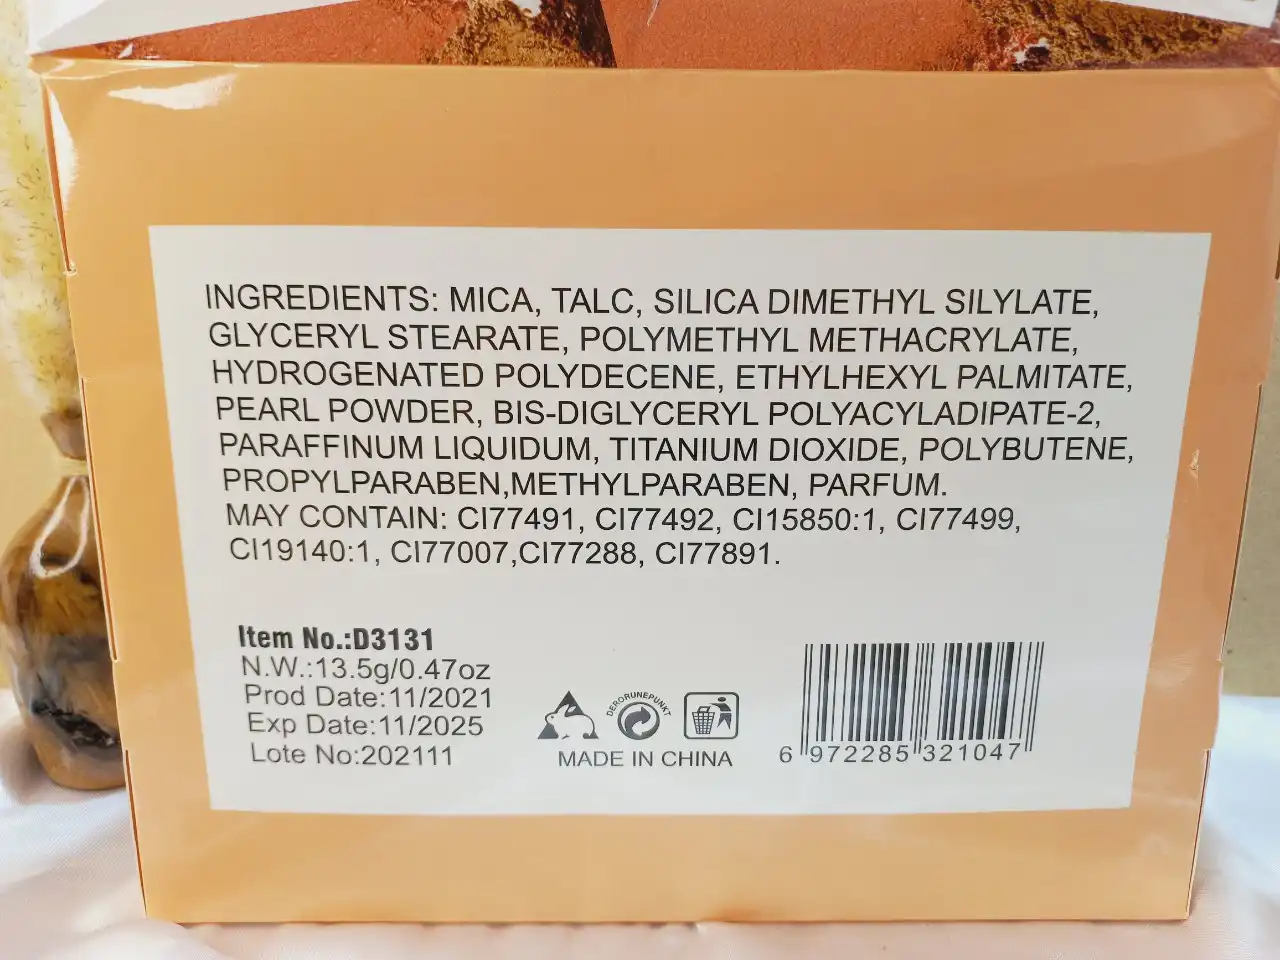 INGREDIENTS: MICA, TALC, SILICA DIMETHYL SILYLATE,
GLYCERYL STEARATE, POLYMETHYL METHACRYLATE,
HYDROGENATED POLYDECENE, ETHYLHEXYL PALMITATE,
PEARL POWDER, BIS-DIGLYCERYL POLYACYLADIPATE-2,
PARAFFINUM LIQUIDUM, TITANIUM DIOXIDE, POLYBUTENE,
PROPYLPARABEN,METHYLPARABEN, PARFUM.
MAY CONTAIN: CI77491, CI77492, CI15850:1, CI77499,
CI19140:1, CI77007,CI77288, CI77891.
Item No.:D3131
N.W.:13.5g/0.47oz
Prod Date:11/2021
Exp Date:11/2025
Lote No:202111
DERORUNEPUNKT
MADE IN CHINA
6 972285 321047